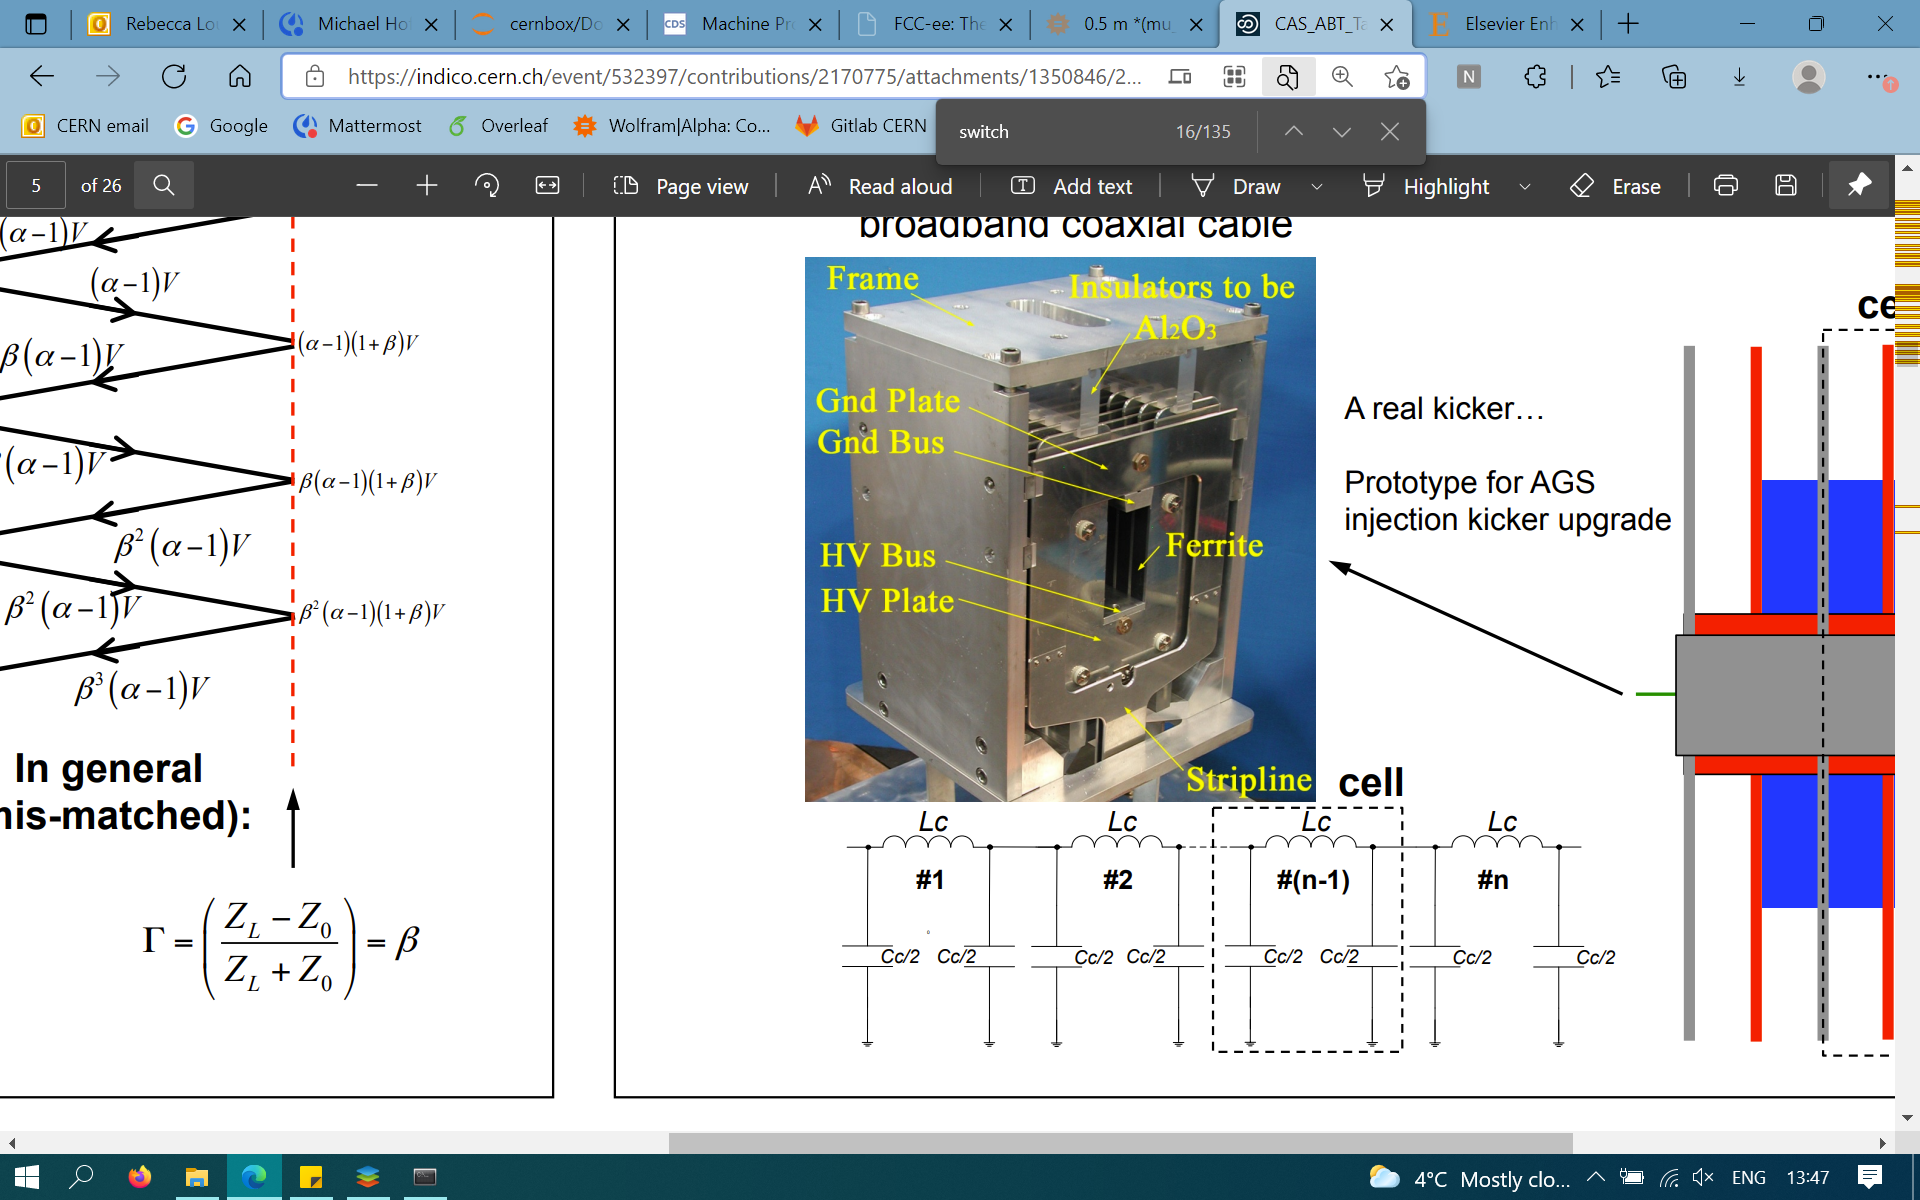 Rebecca Lo
Michael Ho
cernbox/Do
CDS
Machine Pr
FCC-ee: The
0.5 m *(mu_
CAS_ABT_Ta
Elsevier Enh
https://indico.cern.ch/event/532397/contributions/2170775/attachments/1350846/2...
N
CERN email
Google
Mattermost
Overleaf
Wolfram|Alpha: Co...
Gitlab CERN
switch
16/135
5
of 26
Page view
Read aloud
Add text
Draw
Highlight
Erase
(α−1)V
(α−1)V
(α−1)(1+β)V
β(α−1)V
(α−1)V
β(α−1)(1+β)V
β²(α−1)V
β²(α−1)V
β²(α−1)(1+β)V
β³(α−1)V
In general
is-matched):
Γ = (Z_L − Z_0 / Z_L + Z_0) = β
broadband coaxial cable
Frame
Insulators to be
Al2O3
Gnd Plate
Gnd Bus
HV Bus
Ferrite
HV Plate
Stripline
A real kicker…
Prototype for AGS
injection kicker upgrade
ce
cell
Lc Lc Lc Lc
#1 #2 #(n-1) #n
Cc/2 Cc/2 Cc/2 Cc/2 Cc/2 Cc/2 Cc/2 Cc/2
4°C Mostly clo...
ENG
13:47